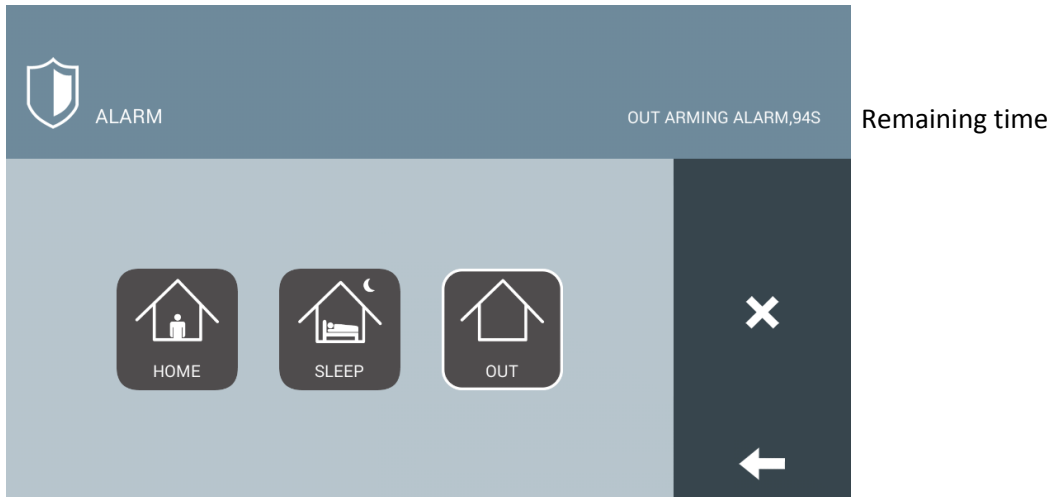 ALARM
OUT ARMING ALARM,94S
Remaining time
HOME
SLEEP
OUT